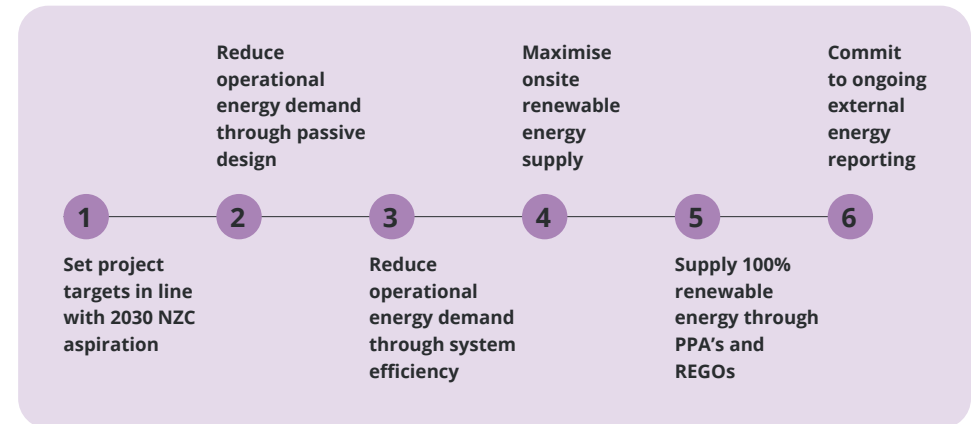 Reduce
operational
energy demand
through passive
design
Maximise
onsite
renewable
energy
supply
Commit
to ongoing
external
energy
reporting
1
2
3
4
5
6
Set project
targets in line
with 2030 NZC
aspiration
Reduce
operational
energy demand
through system
efficiency
Supply 100%
renewable
energy through
PPA’s and
REGOs